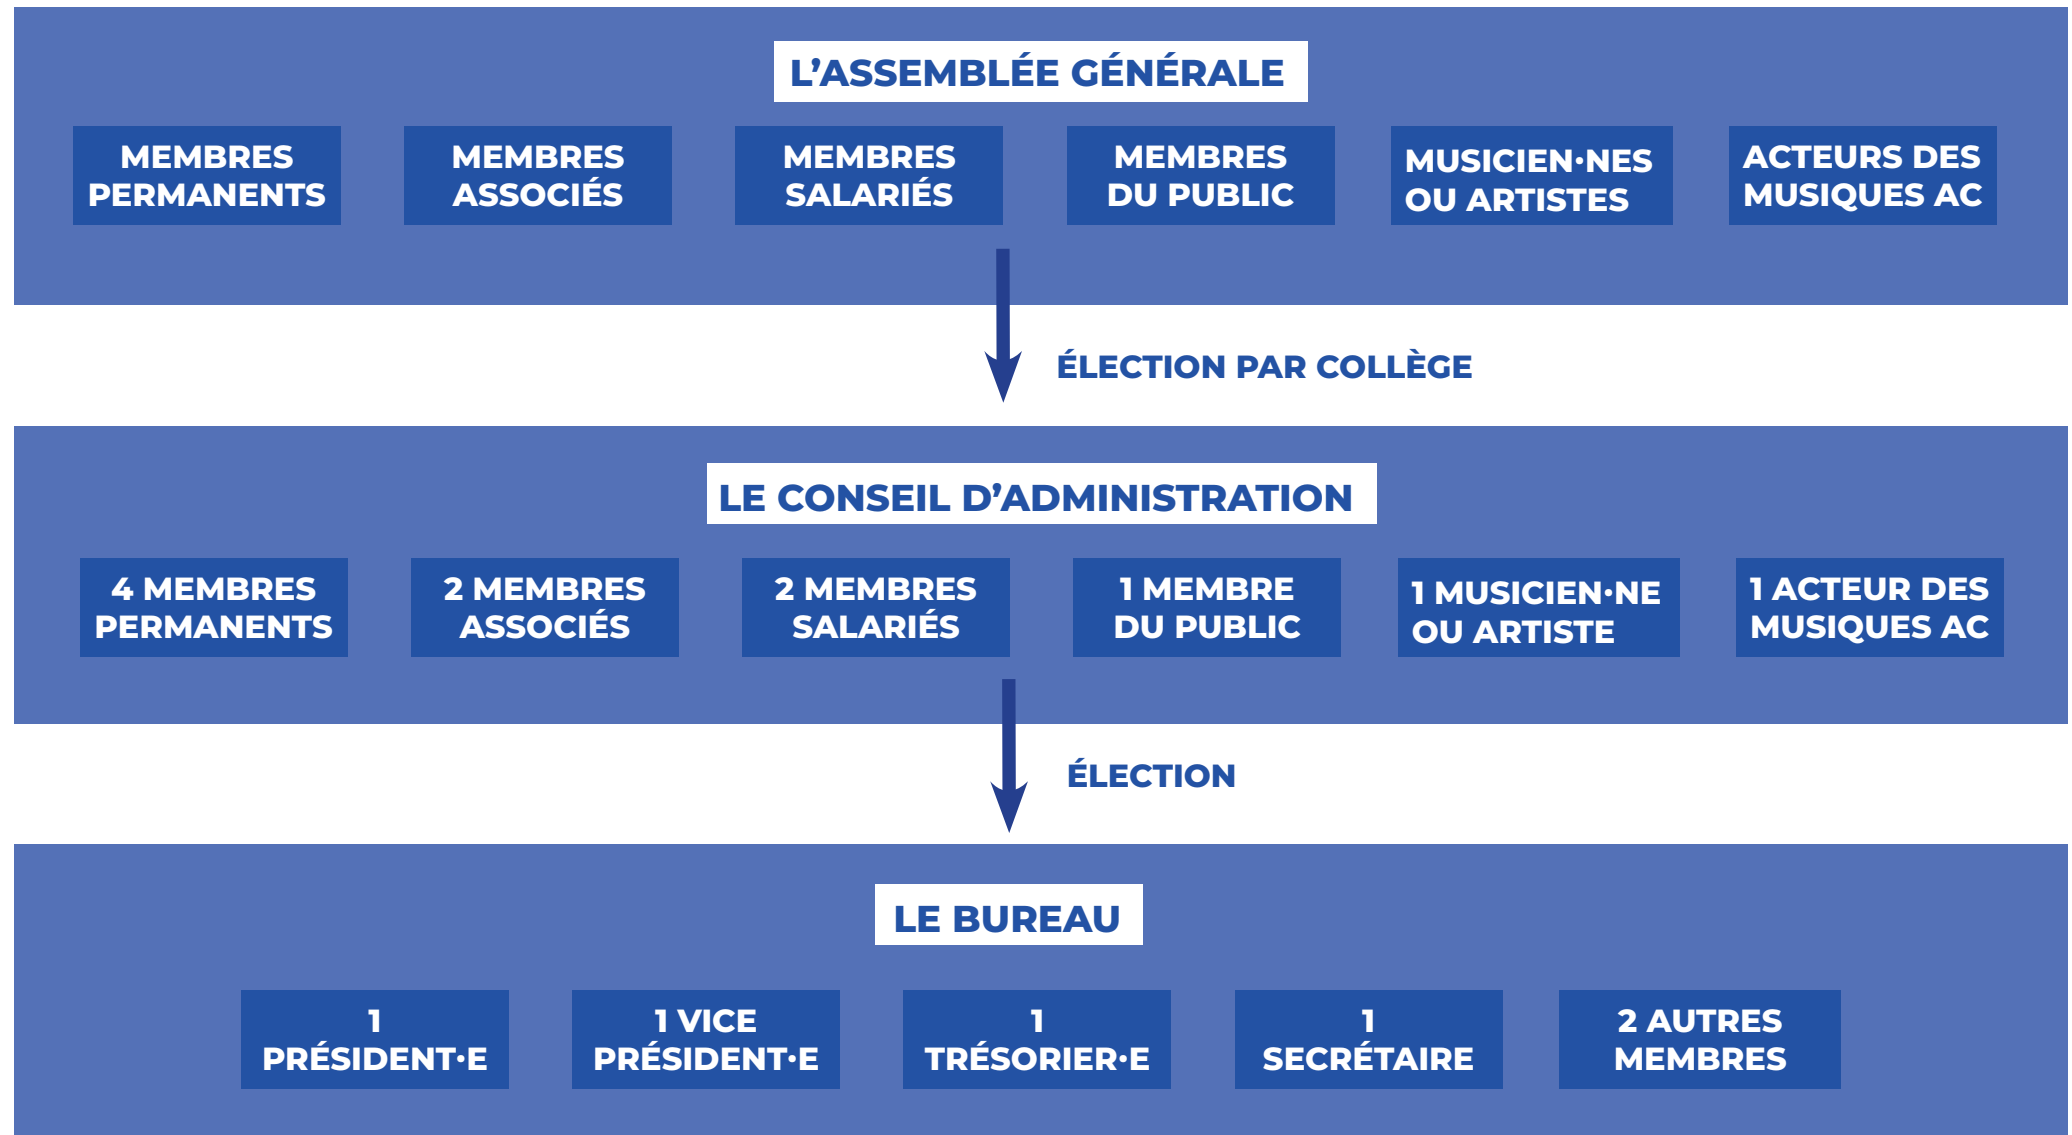 L'ASSEMBLÉE GÉNÉRALE
MEMBRES
PERMANENTS
MEMBRES
ASSOCIÉS
MEMBRES
SALARIÉS
MEMBRES
DU PUBLIC
MUSICIEN·NES
OU ARTISTES
ACTEURS DES
MUSIQUES AC
ÉLECTION PAR COLLÈGE
LE CONSEIL D'ADMINISTRATION
4 MEMBRES
PERMANENTS
2 MEMBRES
ASSOCIÉS
2 MEMBRES
SALARIÉS
1 MEMBRE
DU PUBLIC
1 MUSICIEN·NE
OU ARTISTE
1 ACTEUR DES
MUSIQUES AC
ÉLECTION
LE BUREAU
1
PRÉSIDENT·E
1 VICE
PRÉSIDENT·E
1
TRÉSORIER·E
1
SECRÉTAIRE
2 AUTRES
MEMBRES